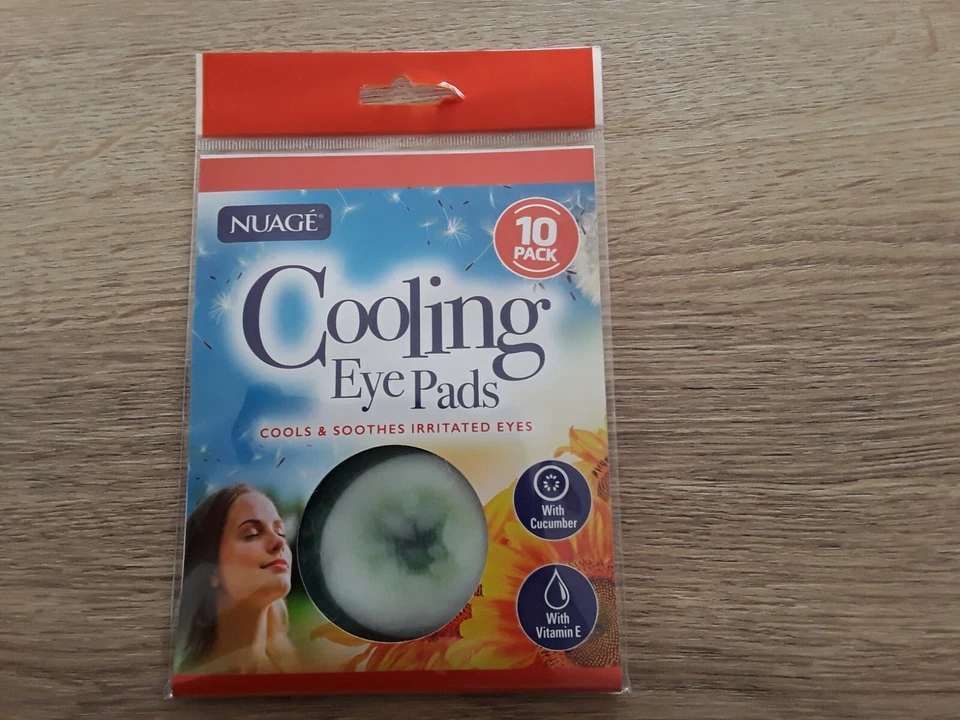 NUAGÉ®
10
PACK
Cooling
Eye Pads
COOLS & SOOTHES IRRITATED EYES
With
Cucumber
With
Vitamin E